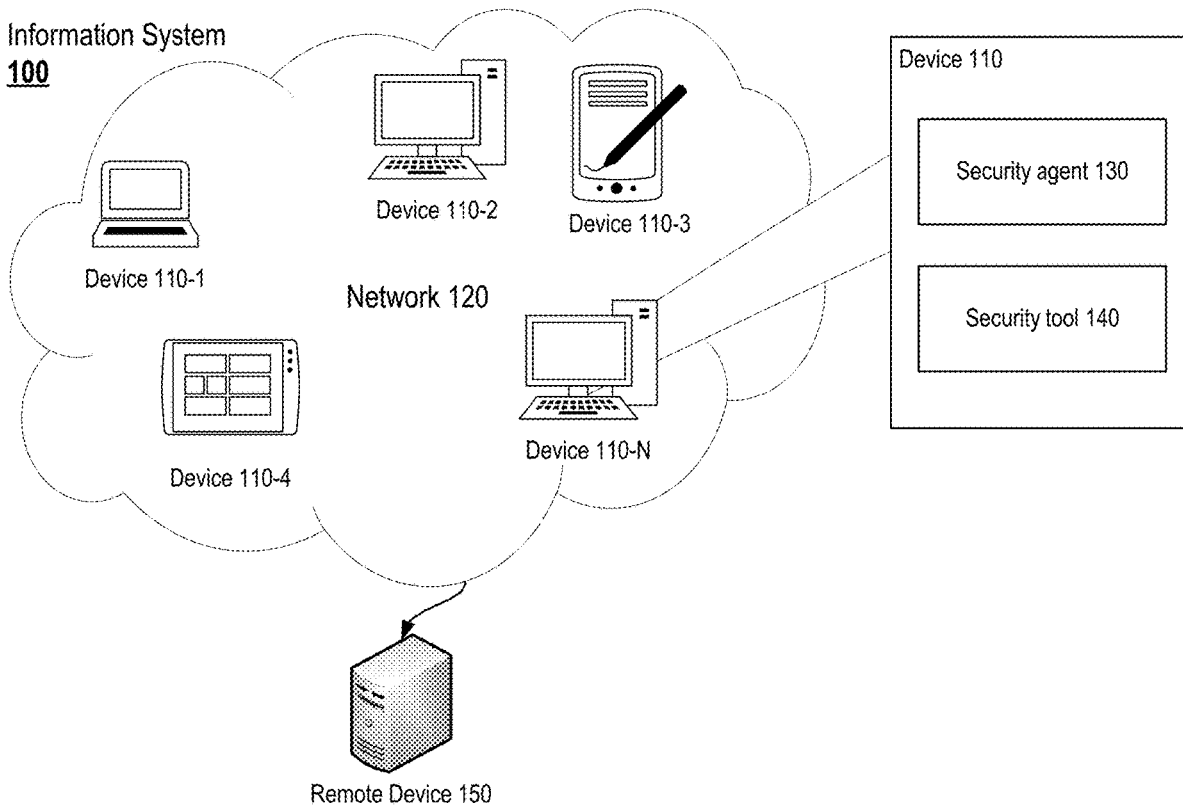 Information System
100
Device 110
Security agent 130
Device 110-2
Device 110-3
Device 110-1
Network 120
Security tool 140
Device 110-N
Device 110-4
Remote Device 150